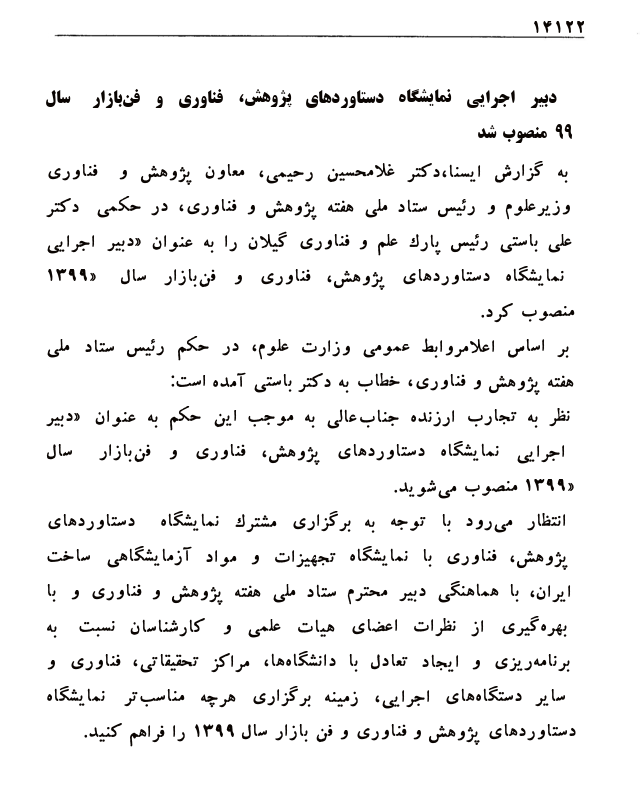 ۱۴۱۲۲
دبیر اجرایی نمایشگاه دستاوردهای پژوهش، فناوری و فن‌بازار سال
۹۹ منصوب شد
به گزارش ایسنا،دکتر غلامحسین رحیمی، معاون پژوهش و فناوری
وزیرعلوم و رئیس ستاد ملی هفته پژوهش و فناوری، در حکمی دکتر
علی باستی رئیس پارك علم و فناوری گیلان را به عنوان «دبیر اجرایی
نمایشگاه دستاوردهای پژوهش، فناوری و فن‌بازار سال «۱۳۹۹
منصوب کرد.
بر اساس اعلامروابط عمومی وزارت علوم، در حکم رئیس ستاد ملی
هفته پژوهش و فناوری، خطاب به دکتر باستی آمده است:
نظر به تجارب ارزنده جناب‌عالی به موجب این حکم به عنوان «دبیر
اجرایی نمایشگاه دستاوردهای پژوهش، فناوری و فن‌بازار سال
«۱۳۹۹ منصوب می‌شوید.
انتظار می‌رود با توجه به برگزاری مشترك نمایشگاه دستاوردهای
پژوهش، فناوری با نمایشگاه تجهیزات و مواد آزمایشگاهی ساخت
ایران، با هماهنگی دبیر محترم ستاد ملی هفته پژوهش و فناوری و با
بهره‌گیری از نظرات اعضای هیات علمی و کارشناسان نسبت به
برنامه‌ریزی و ایجاد تعادل با دانشگاه‌ها، مراکز تحقیقاتی، فناوری و
سایر دستگاه‌های اجرایی، زمینه برگزاری هرچه مناسب‌تر نمایشگاه
دستاوردهای پژوهش و فناوری و فن بازار سال ۱۳۹۹ را فراهم کنید.